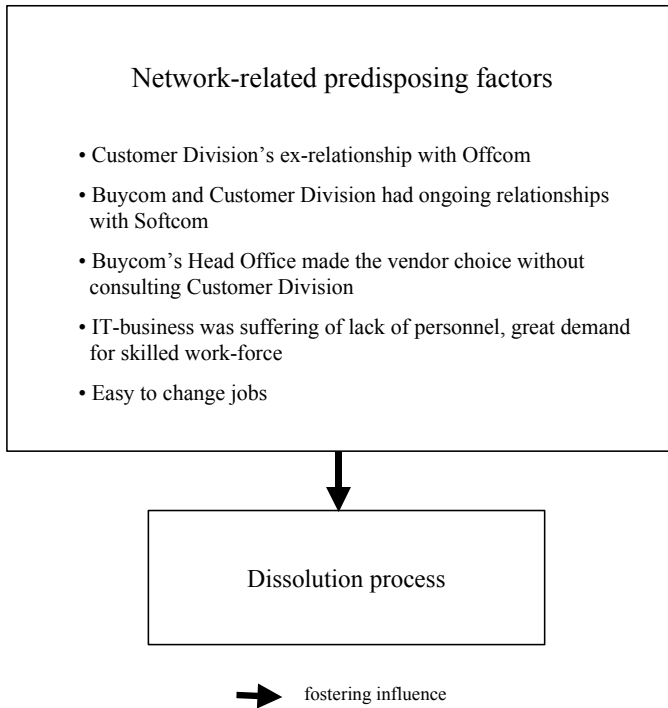 Network-related predisposing factors
• Customer Division's ex-relationship with Offcom
• Buycom and Customer Division had ongoing relationships
with Softcom
• Buycom's Head Office made the vendor choice without
consulting Customer Division
• IT-business was suffering of lack of personnel, great demand
for skilled work-force
• Easy to change jobs
Dissolution process
fostering influence